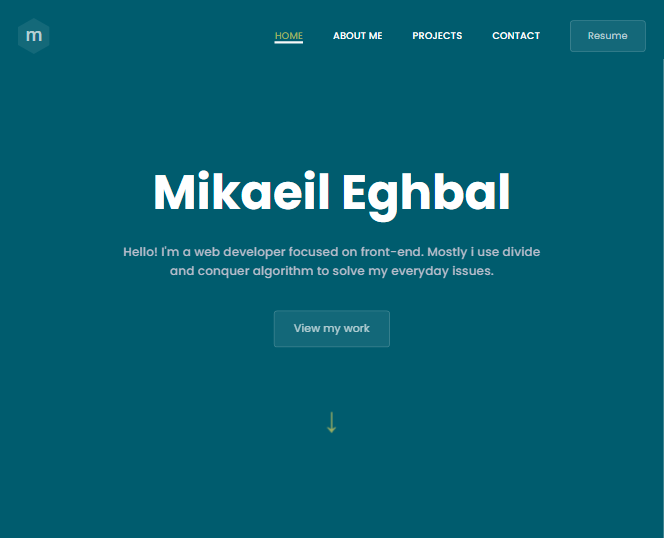 m
HOME ABOUT ME PROJECTS CONTACT Resume
Mikaeil Eghbal
Hello! I'm a web developer focused on front-end. Mostly i use divide
and conquer algorithm to solve my everyday issues.
View my work